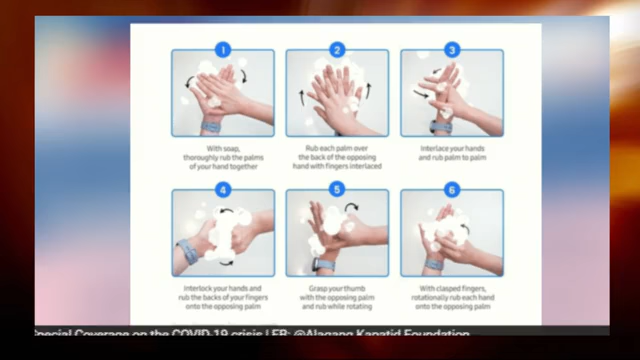 1
2
3
With soap,
thoroughly rub the palms
of your hand together
Rub each palm over
the back of the opposing
hand with fingers interlaced
Interlace your hands
and rub palm to palm
4
5
6
Interlock your hands and
rub the backs of your fingers
onto the opposing palm
Grasp your thumb
with the opposing palm
and rub while rotating
With clasped fingers,
rotationally rub each hand
onto the opposing palm
Special Coverage on the COVID-19 crisis | FB: @Alagang Kapatid Foundation